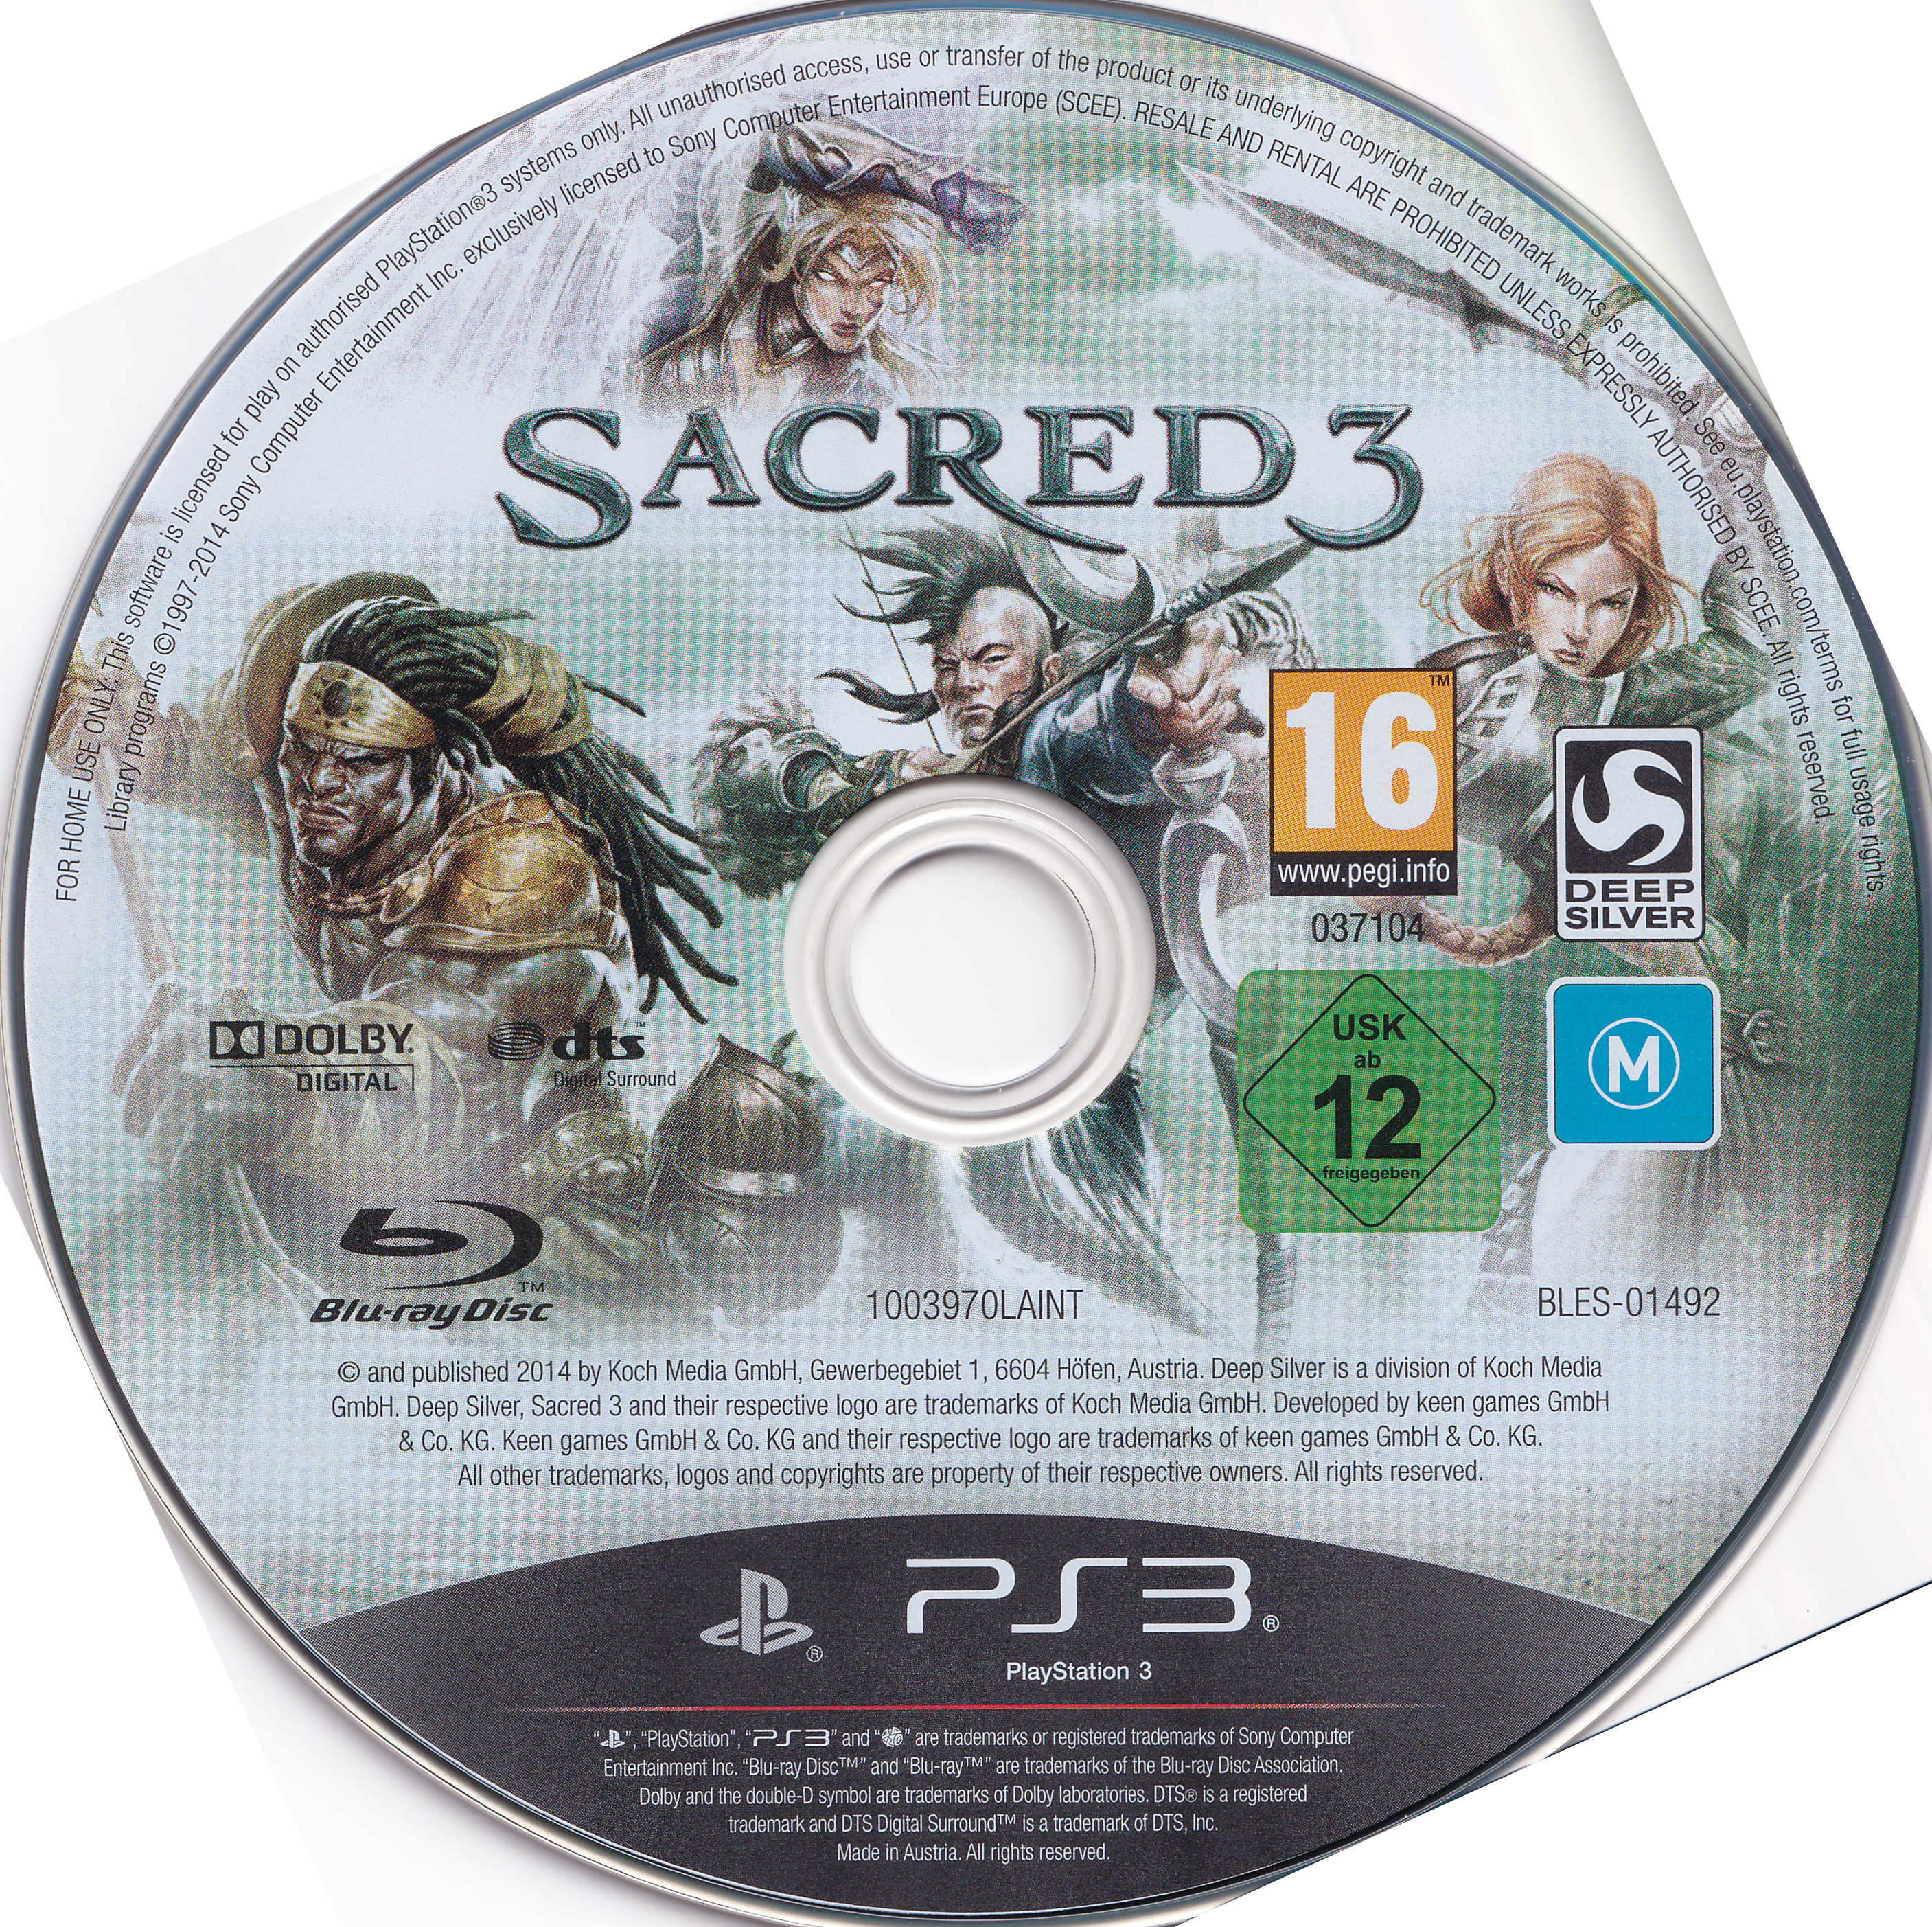 FOR HOME USE ONLY. This software is licensed for play on authorised PlayStation®3 systems only. All unauthorised access, use or transfer of the product or its underlying copyright and trademark works is prohibited. See eu.playstation.com/terms for full usage rights.
Library programs ©1997-2014 Sony Computer Entertainment Inc. exclusively licensed to Sony Computer Entertainment Europe (SCEE). RESALE AND RENTAL ARE PROHIBITED UNLESS EXPRESSLY AUTHORISED BY SCEE. All rights reserved.
SACRED 3
16™
www.pegi.info
037104
DEEP
SILVER
DOLBY®
DIGITAL
dts™
Digital Surround
USK
ab
12
freigegeben
M
Blu-ray Disc™
1003970LAINT
BLES-01492
© and published 2014 by Koch Media GmbH, Gewerbegebiet 1, 6604 Höfen, Austria. Deep Silver is a division of Koch Media
GmbH. Deep Silver, Sacred 3 and their respective logo are trademarks of Koch Media GmbH. Developed by keen games GmbH
& Co. KG. Keen games GmbH & Co. KG and their respective logo are trademarks of keen games GmbH & Co. KG.
All other trademarks, logos and copyrights are property of their respective owners. All rights reserved.
® PS3®
PlayStation 3
“ ”, “PlayStation”, “PS3” and “ ” are trademarks or registered trademarks of Sony Computer
Entertainment Inc. “Blu-ray Disc™” and “Blu-ray™” are trademarks of the Blu-ray Disc Association.
Dolby and the double-D symbol are trademarks of Dolby laboratories. DTS® is a registered
trademark and DTS Digital Surround™ is a trademark of DTS, Inc.
Made in Austria. All rights reserved.